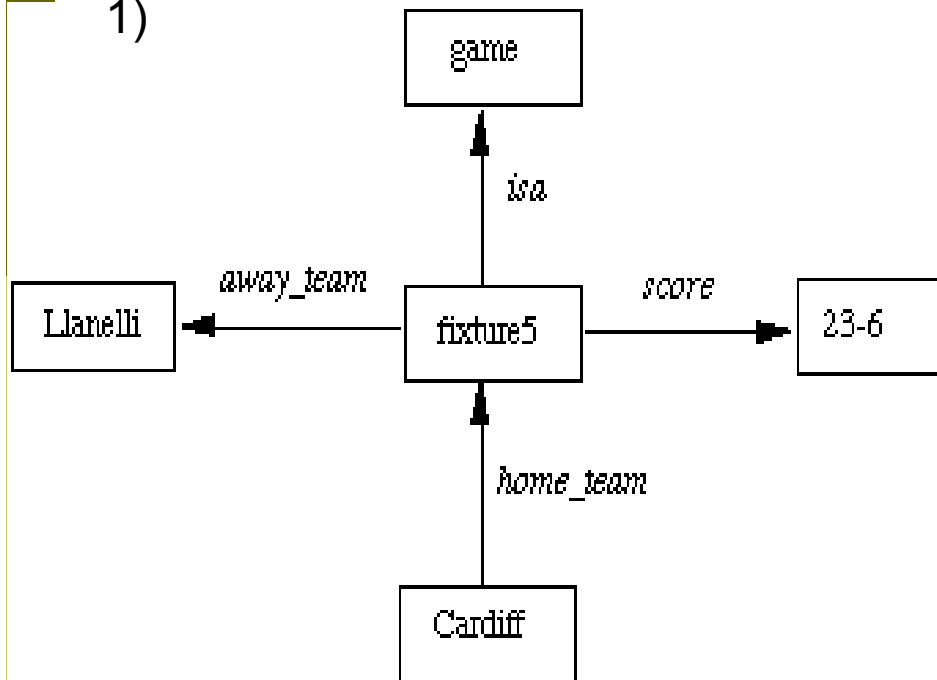 1)
game
isa
away_team
score
Llanelli
fixture5
23-6
home_team
Cardiff